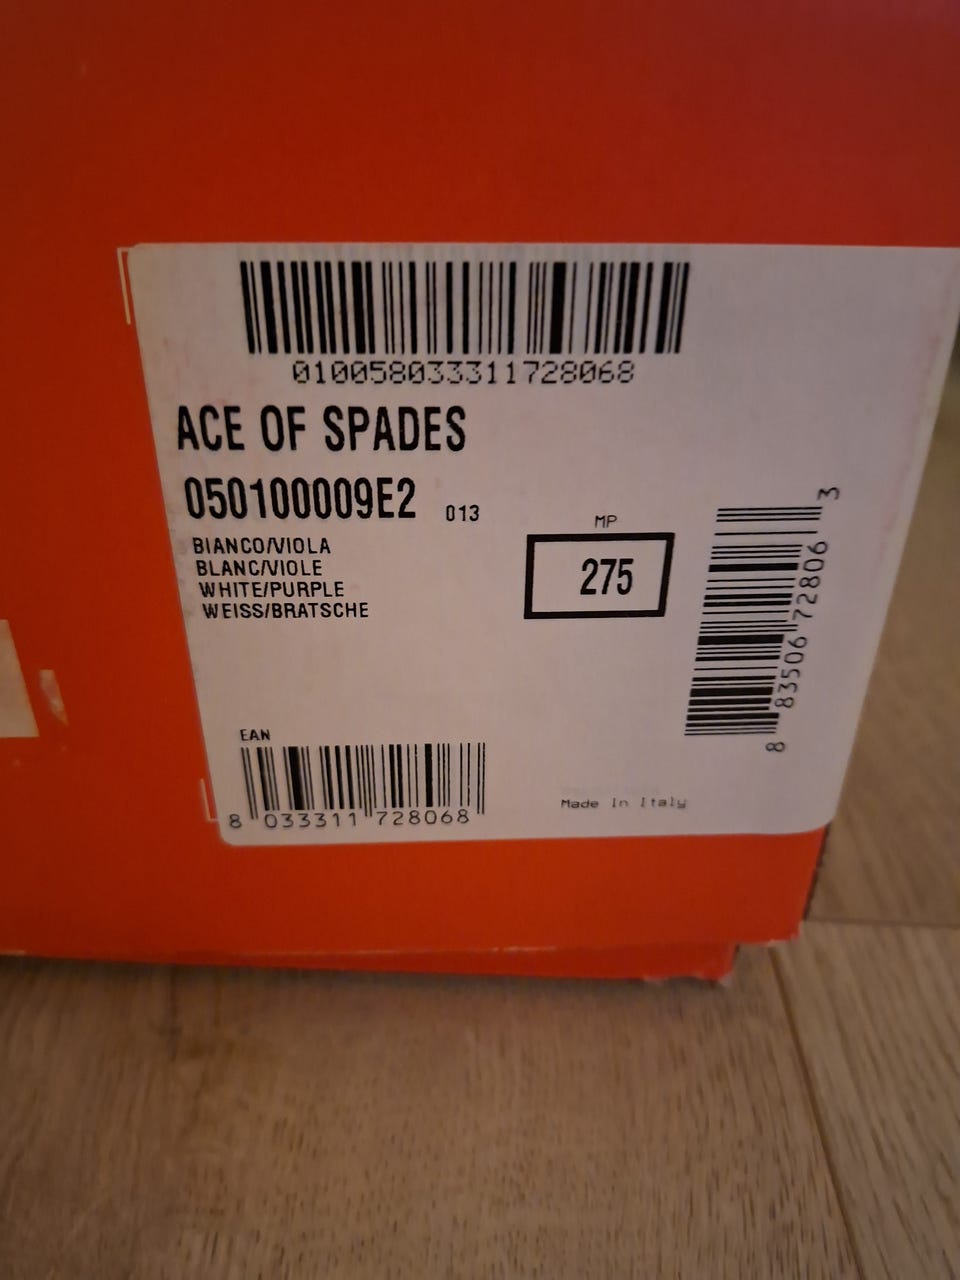 010058033311728068
ACE OF SPADES
050100009E2 013
BIANCO/VIOLA
BLANC/VIOLE
WHITE/PURPLE
WEISS/BRATSCHE
MP
275
8 83506 72806 3
EAN
8 033311 728068
Made In Italy